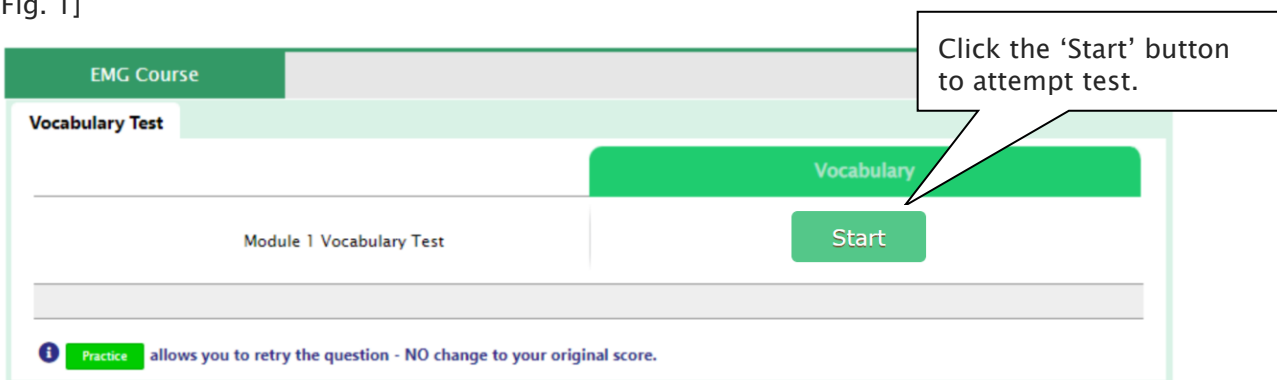 Fig. 1]
Click the ‘Start’ button
to attempt test.
EMG Course
Vocabulary Test
Vocabulary
Module 1 Vocabulary Test
Start
Practice allows you to retry the question - NO change to your original score.